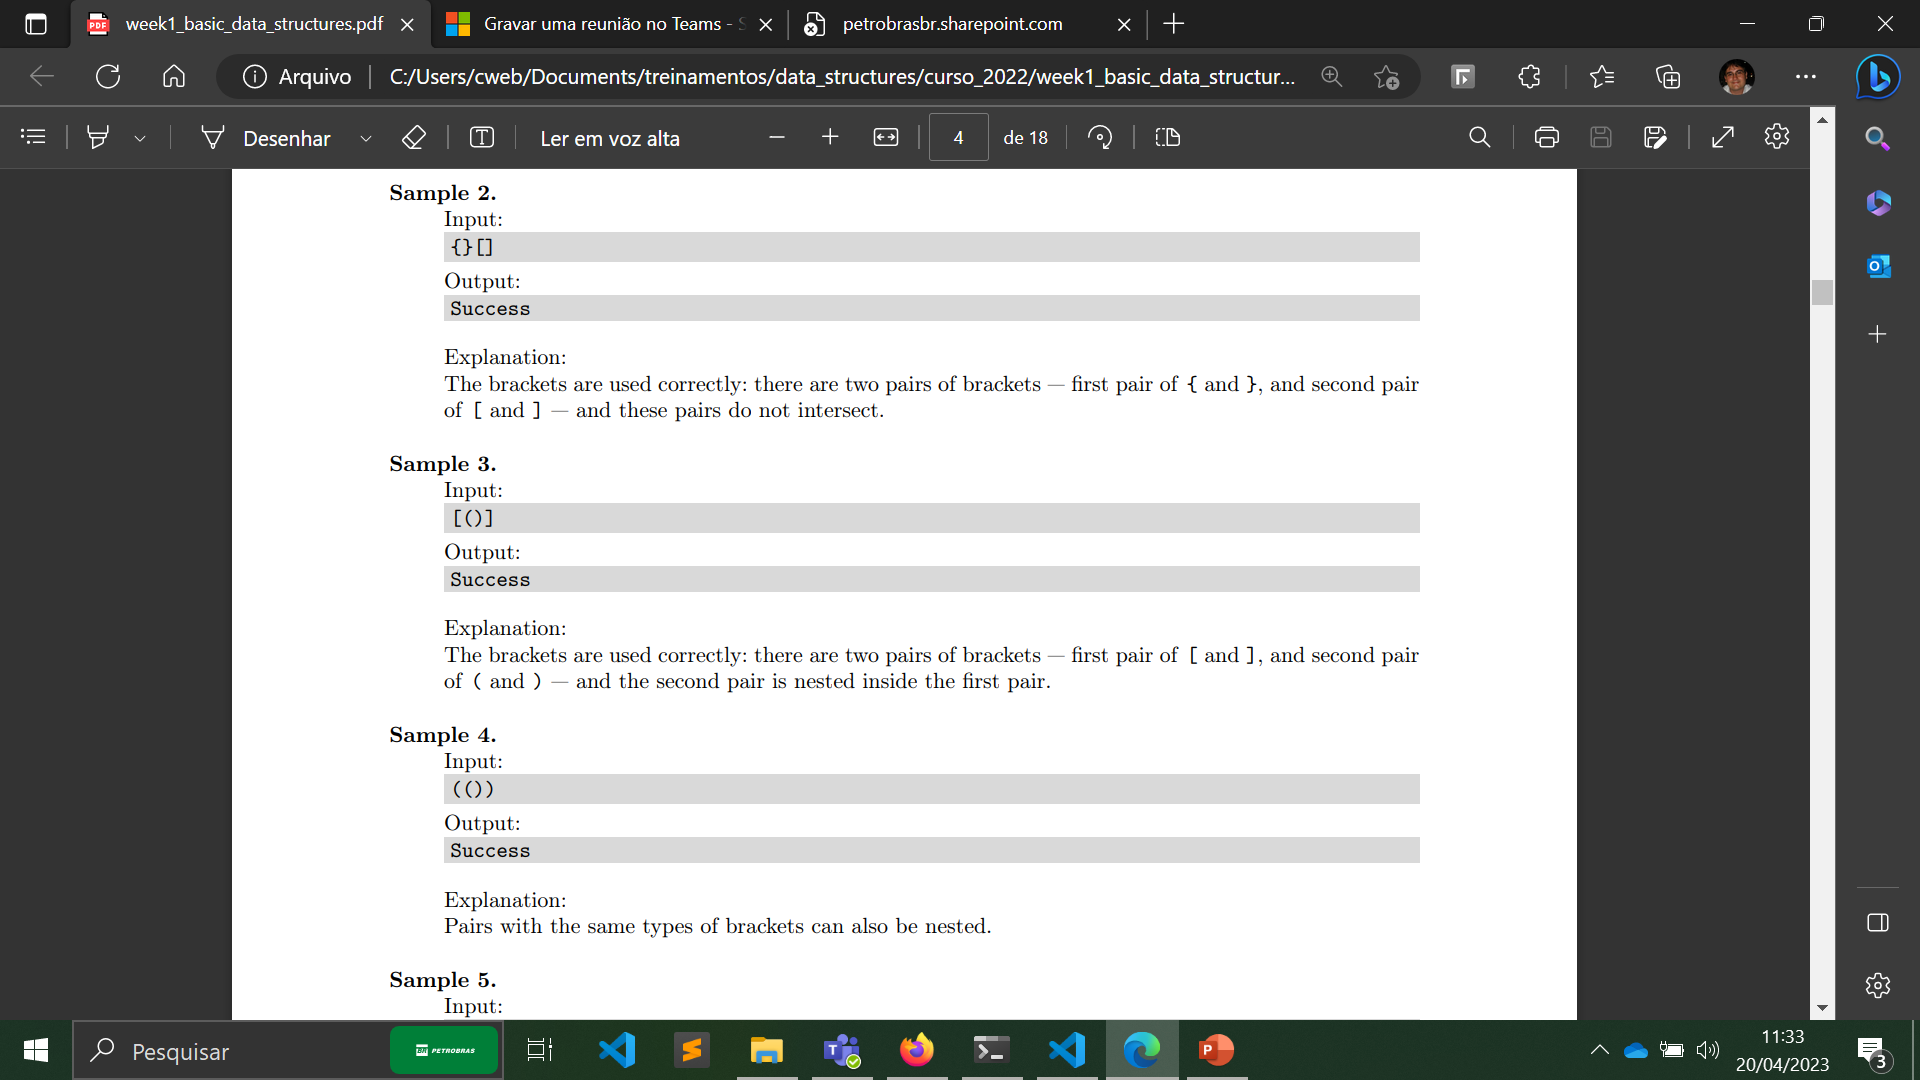 week1_basic_data_structures.pdf
Gravar uma reunião no Teams - S
petrobrasbr.sharepoint.com
Arquivo
C:/Users/cweb/Documents/treinamentos/data_structures/curso_2022/week1_basic_data_structur...
Desenhar
Ler em voz alta
4
de 18
Sample 2.
Input:
{}[]
Output:
Success
Explanation:
The brackets are used correctly: there are two pairs of brackets — first pair of { and }, and second pair
of [ and ] — and these pairs do not intersect.
Sample 3.
Input:
[()]
Output:
Success
Explanation:
The brackets are used correctly: there are two pairs of brackets — first pair of [ and ], and second pair
of ( and ) — and the second pair is nested inside the first pair.
Sample 4.
Input:
(())
Output:
Success
Explanation:
Pairs with the same types of brackets can also be nested.
Sample 5.
Input:
Pesquisar
BR PETROBRAS
11:33
20/04/2023
3